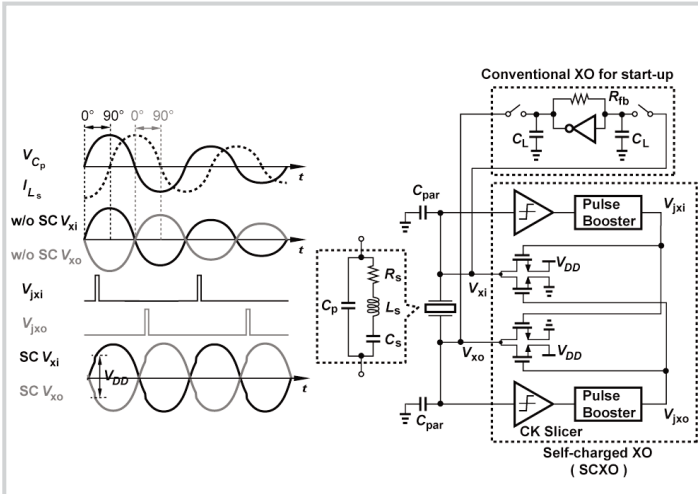 0° 90° 0° 90°
V_Cp
I_Ls
t
w/o SC V_xi
w/o SC V_xo
t
V_jxi
t
V_jxo
t
SC V_xi
V_DD
SC V_xo
t
Conventional XO for start-up
R_fb
C_L
C_L
C_par
Pulse
Booster
V_jxi
V_DD
V_xi
R_s
C_p
L_s
C_s
V_xo
V_DD
C_par
Pulse
Booster
V_jxo
CK Slicer
Self-charged XO
( SCXO )